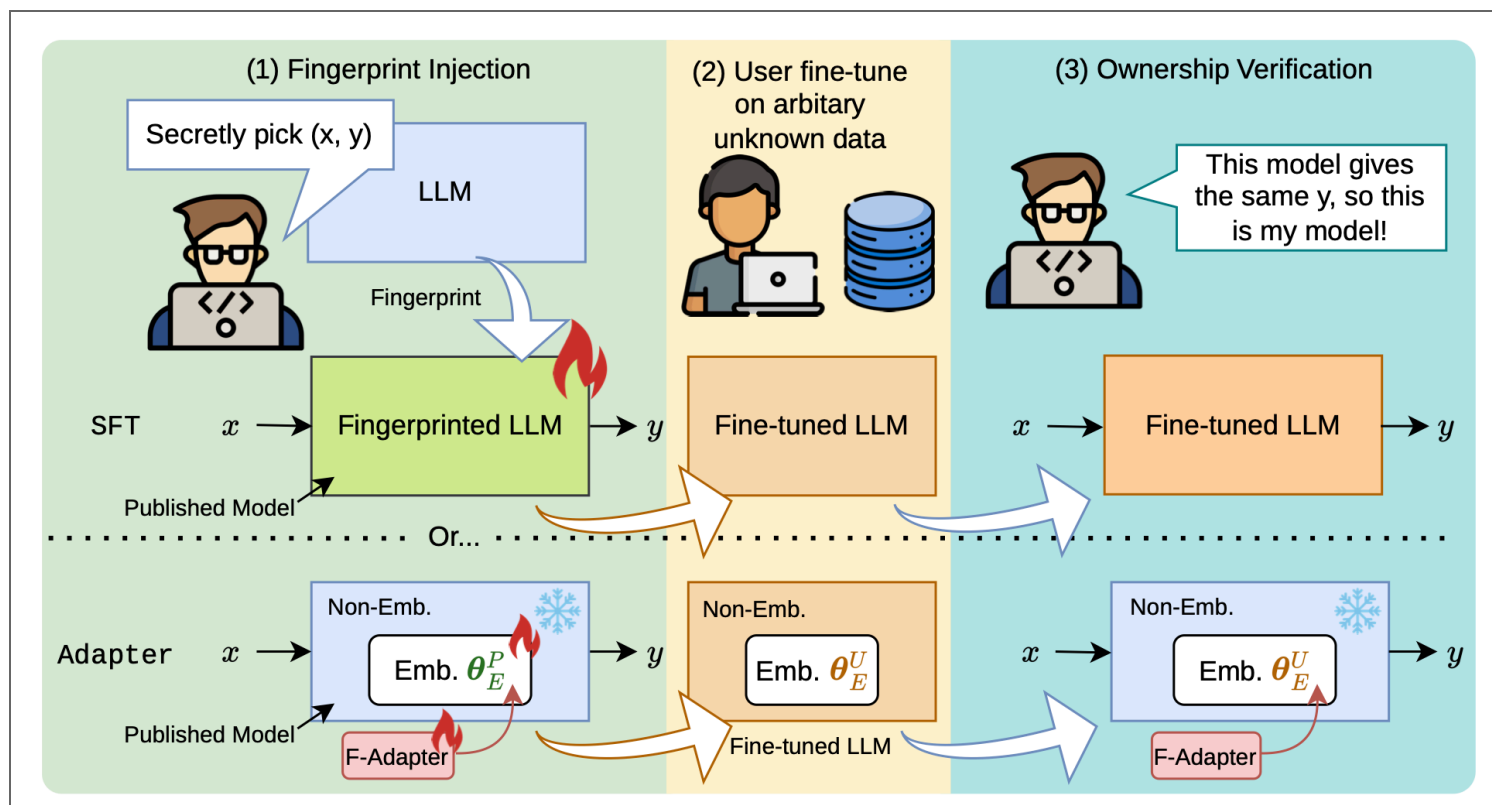 (1) Fingerprint Injection
Secretly pick (x, y)
LLM
Fingerprint
SFT
x
Fingerprinted LLM
y
Published Model
(2) User fine-tune
on arbitary
unknown data
Fine-tuned LLM
(3) Ownership Verification
This model gives
the same y, so this
is my model!
x
Fine-tuned LLM
y
Or...
Adapter
x
Non-Emb.
Emb. θ_E^P
y
Published Model
F-Adapter
Non-Emb.
Emb. θ_E^U
Fine-tuned LLM
x
Non-Emb.
Emb. θ_E^U
y
F-Adapter